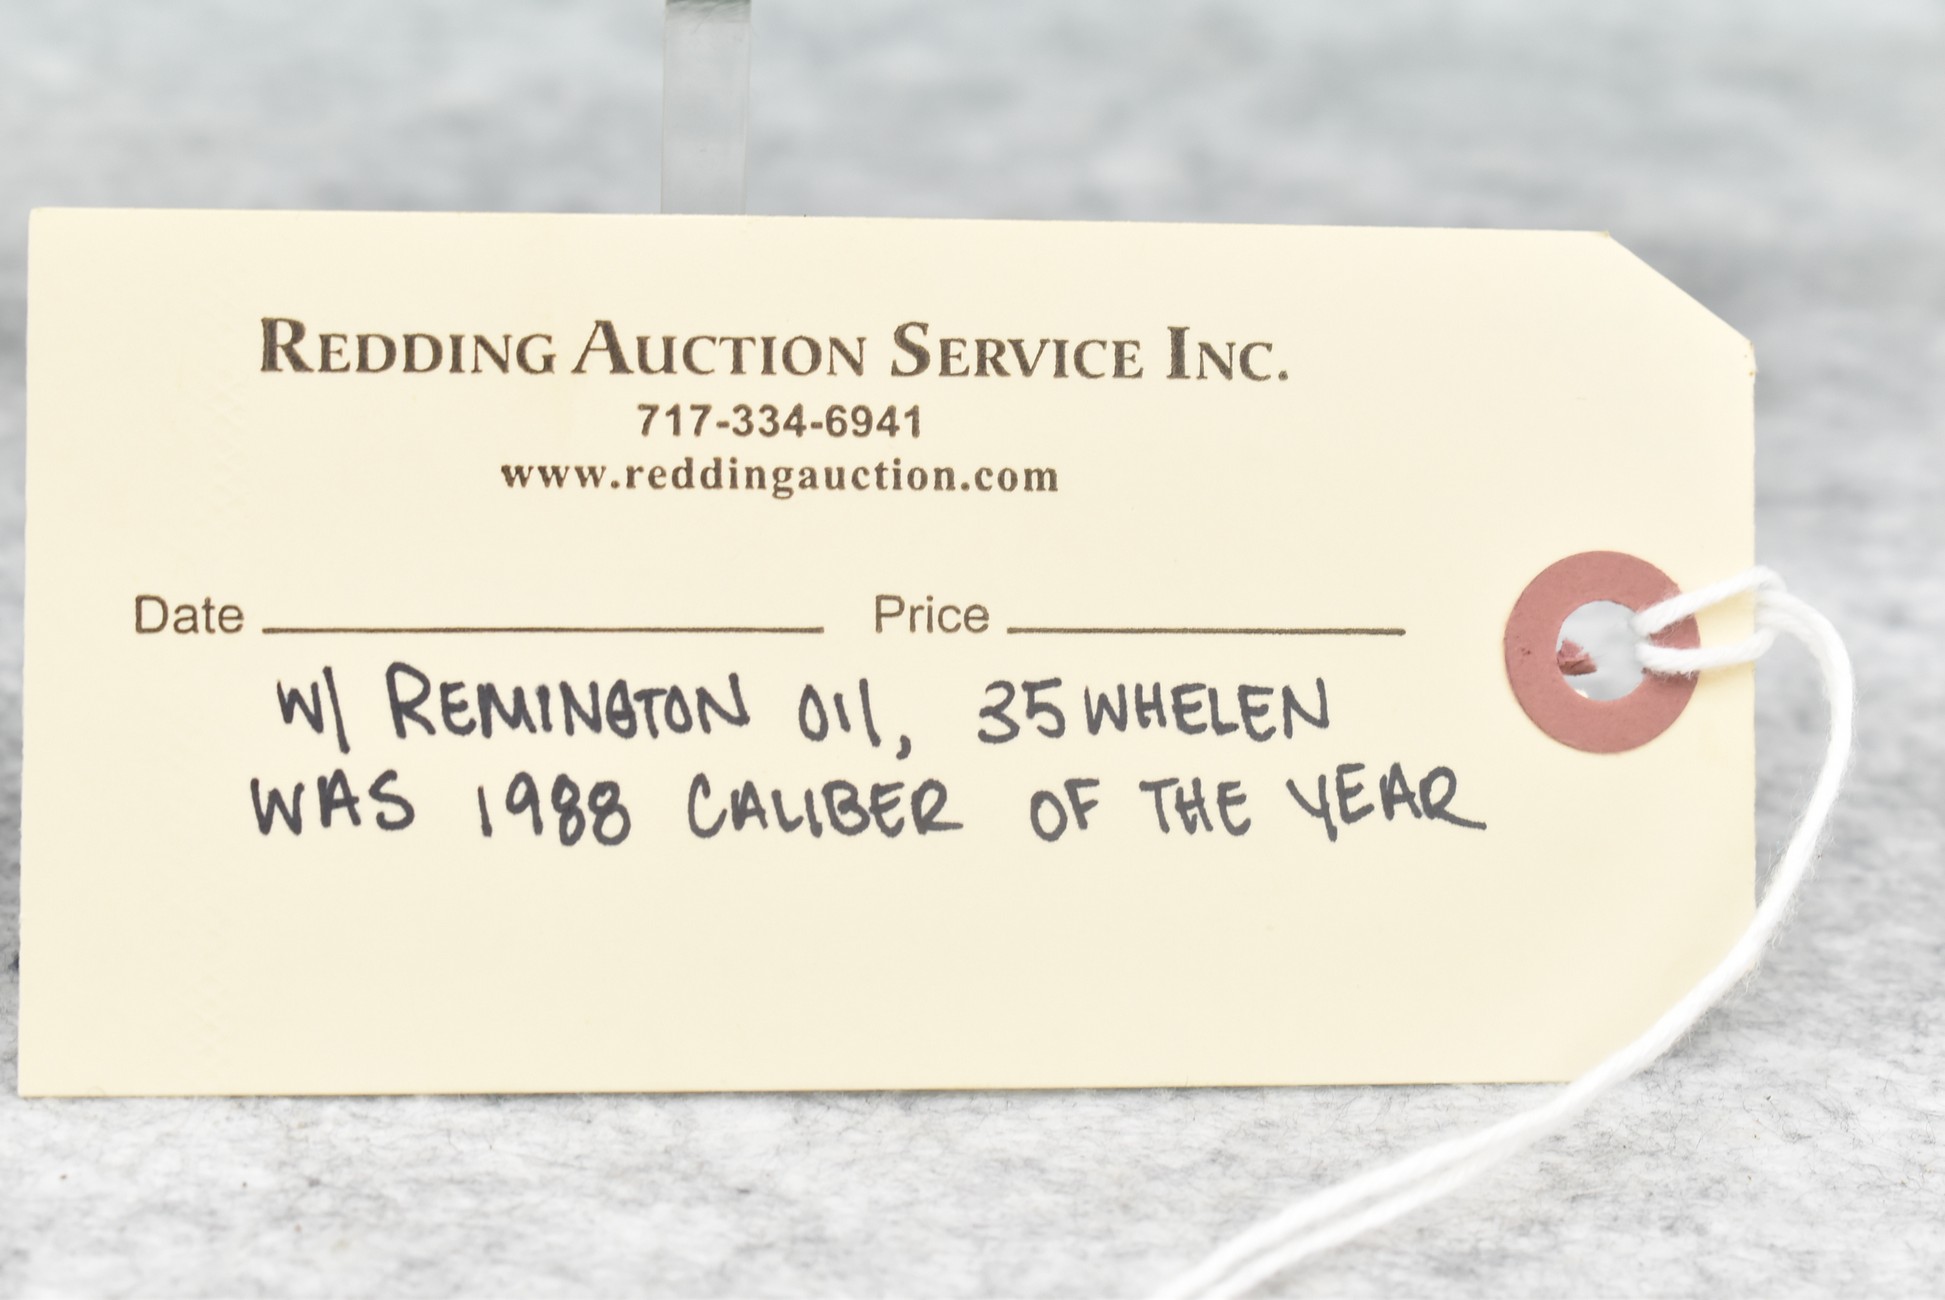 REDDING AUCTION SERVICE INC.
717-334-6941
www.reddingauction.com
Date Price
W/ REMINGTON OIL, 35 WHELEN
WAS 1988 CALIBER OF THE YEAR